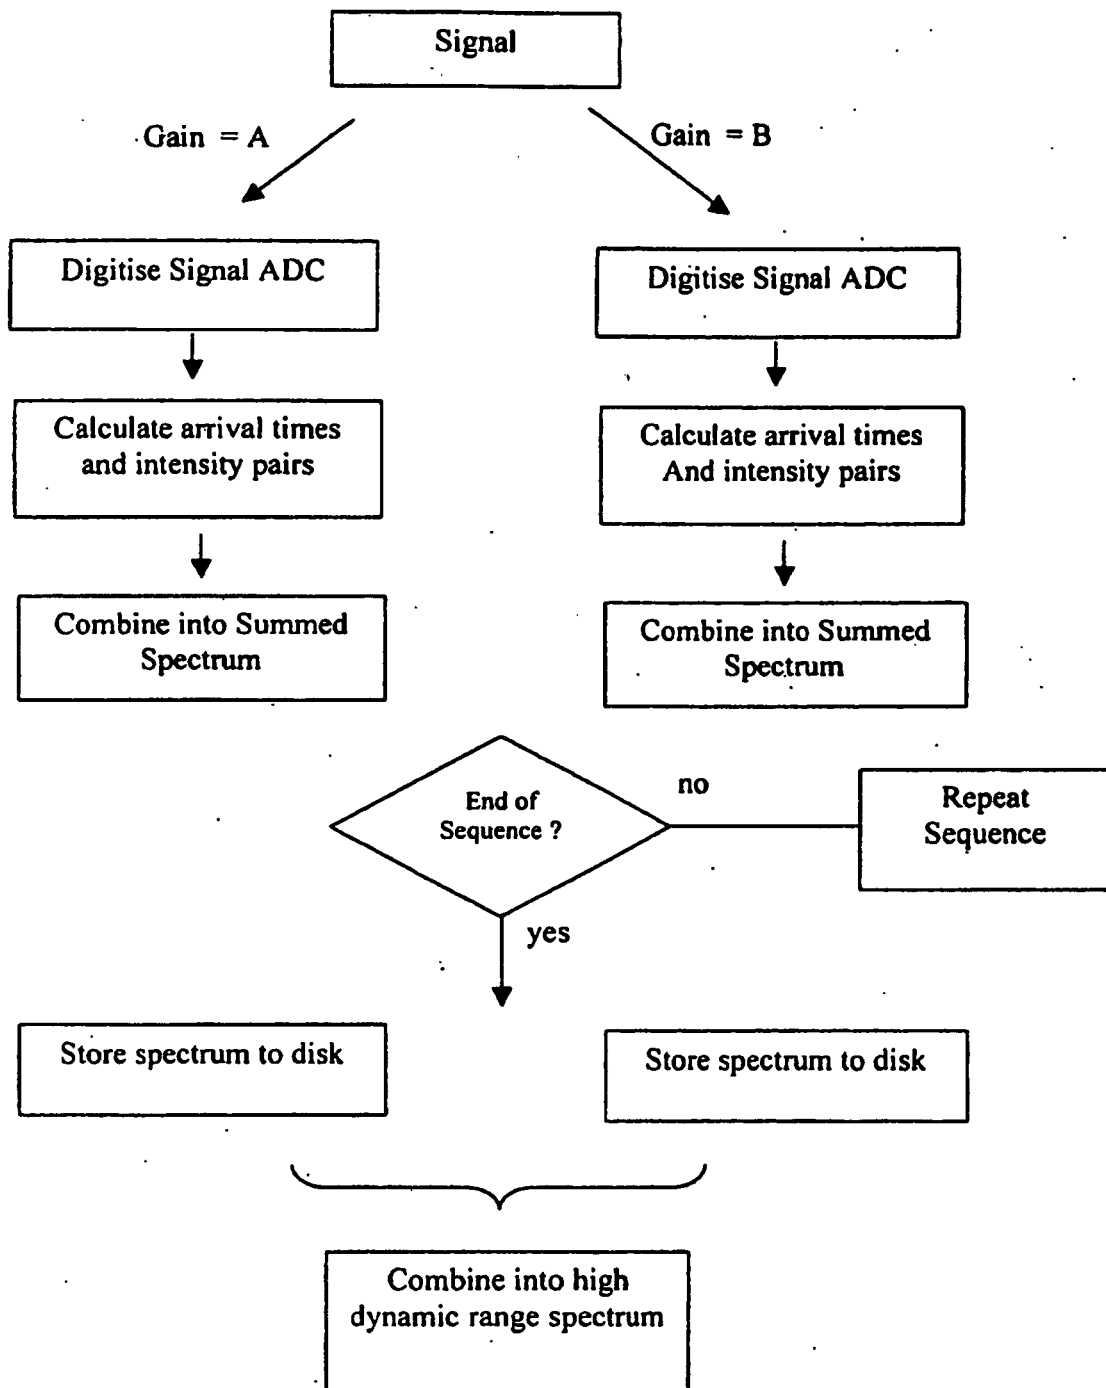 Signal
Gain = A
Gain = B
Digitise Signal ADC
Digitise Signal ADC
Calculate arrival times
and intensity pairs
Calculate arrival times
And intensity pairs
Combine into Summed
Spectrum
Combine into Summed
Spectrum
End of
Sequence ?
no
Repeat
Sequence
yes
Store spectrum to disk
Store spectrum to disk
Combine into high
dynamic range spectrum